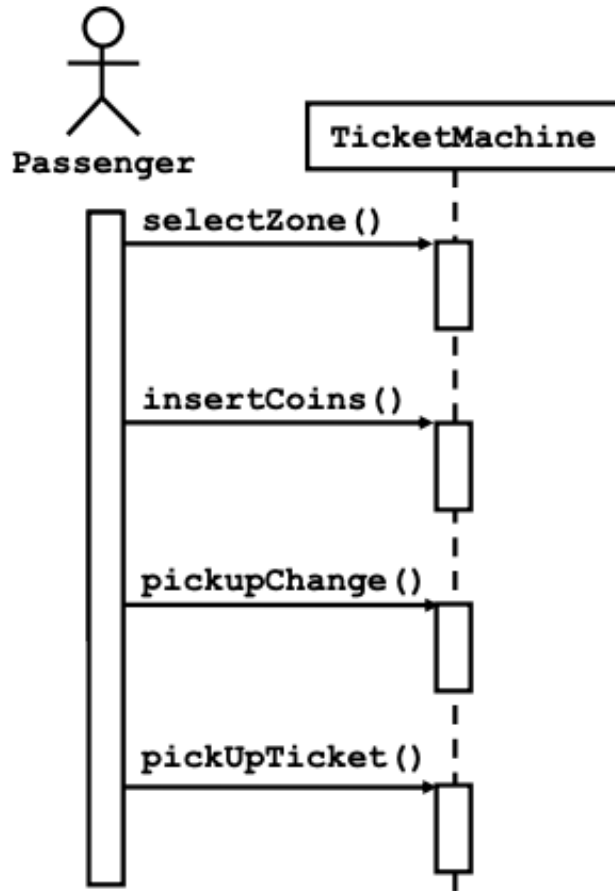 Passenger
TicketMachine
selectZone()
insertCoins()
pickupChange()
pickUpTicket()